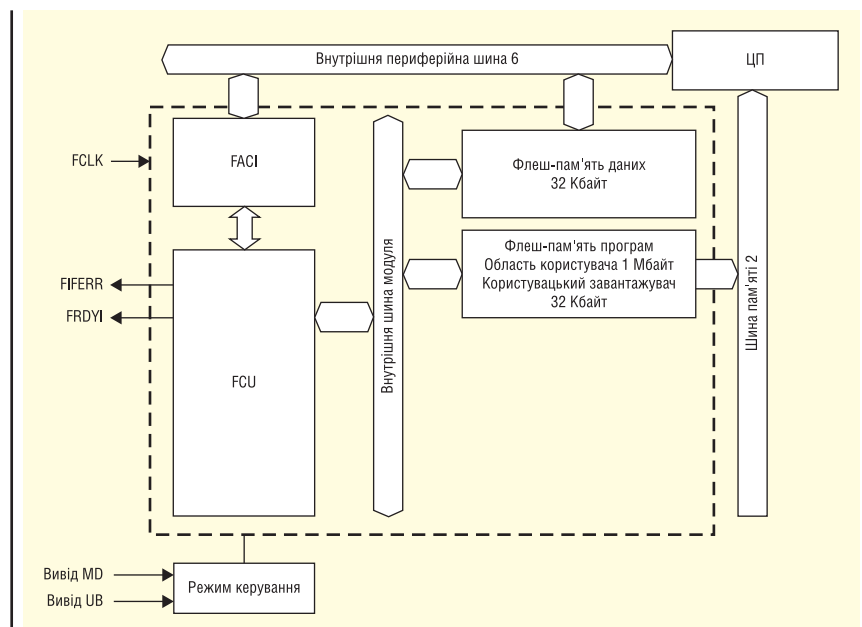 Внутрішня периферійна шина 6
ЦП
FCLK
FACI
Флеш-пам'ять даних
32 Кбайт
Флеш-пам'ять програм
Область користувача 1 Мбайт
Користувацький завантажувач
32 Кбайт
FIFERR
FRDYI
FCU
Внутрішня шина модуля
Шина пам'яті 2
Вивід MD
Вивід UB
Режим керування